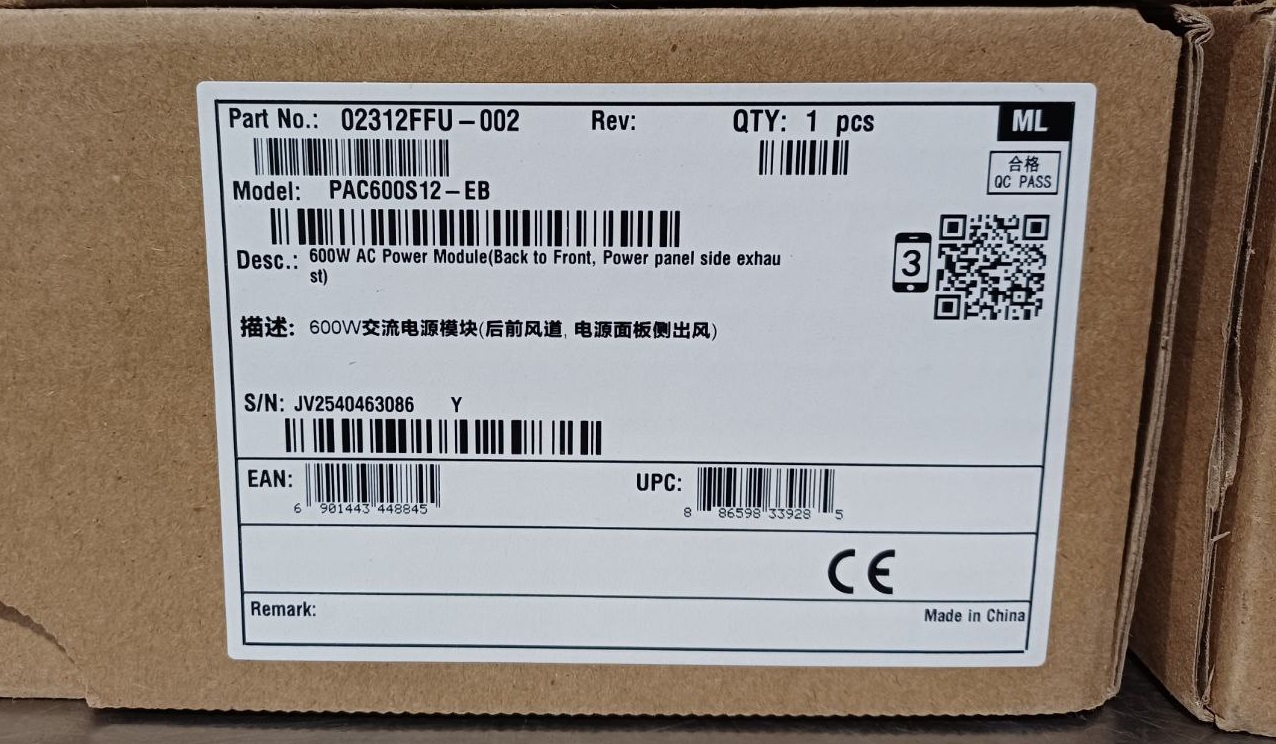 Part No.: 02312FFU-002 Rev: QTY: 1 pcs ML
合格
QC PASS
Model: PAC600S12-EB
Desc.: 600W AC Power Module(Back to Front, Power panel side exhau
st)
3
描述: 600W交流电源模块(后前风道, 电源面板侧出风)
S/N: JV2540463086 Y
EAN: 6 901443 448845 UPC: 8 86598 33928 5
CE
Remark: Made in China